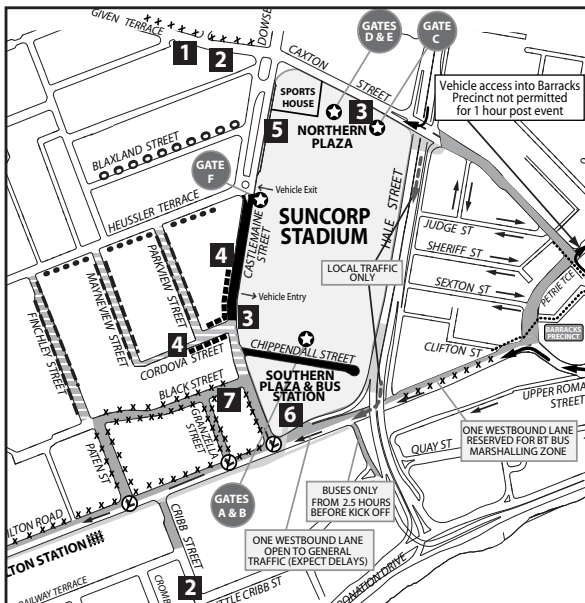 GIVEN TERRACE
DOWSE
1
2
CAXTON
STREET
GATES
D & E
GATE
C
SPORTS
HOUSE
3
NORTHERN
PLAZA
5
Vehicle access into Barracks
Precinct not permitted
for 1 hour post event
BLAXLAND STREET
GATE
F
Vehicle Exit
HEUSSLER TERRACE
SUNCORP
STADIUM
HALE STREET
CASTLEMAINE
STREET
JUDGE ST
SHERIFF ST
LOCAL TRAFFIC
ONLY
SEXTON ST
PETRIE TCE
PARKVIEW STREET
MAYNEVIEW STREET
FINCHLEY STREET
4
Vehicle Entry
3
BARRACKS
PRECINCT
4
CORDOVA STREET
CHIPPENDALL STREET
CLIFTON ST
BLACK STREET
SOUTHERN
PLAZA & BUS
STATION
UPPER ROMA
STREET
7
6
GRANZELLA
STREET
PATEN ST
QUAY ST
ONE WESTBOUND LANE
RESERVED FOR BT BUS
MARSHALLING ZONE
GATES
A & B
BUSES ONLY
FROM 2.5 HOURS
BEFORE KICK OFF
ILTON ROAD
CRIBB STREET
LTON STATION
ONE WESTBOUND LANE
OPEN TO GENERAL
TRAFFIC (EXPECT DELAYS)
2
AILWAY TERRACE
CROMB
TTLE CRIBB ST
ONATION DRIVE